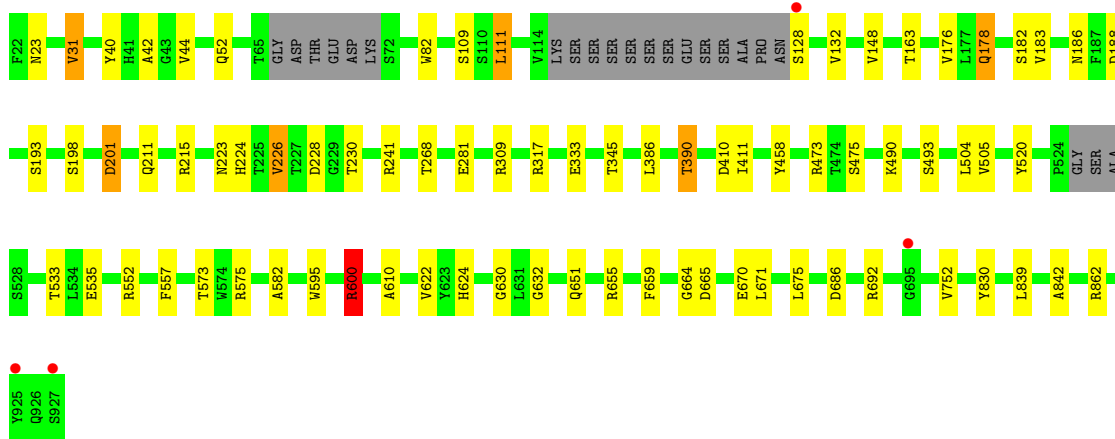 F22 N23 V31 Y40 H41 A42 G43 V44 Q52 T65 GLY ASP THR GLU ASP LYS S72 W82 S109 S110 L111 V114 LYS SER SER SER SER SER SER GLU SER SER ALA PRO ASN S128 V132 V148 T163 V176 L177 Q178 S182 V183 N186 F187 D188
S193 S198 D201 Q211 R215 N223 H224 T225 V226 T227 D228 G229 T230 R241 T268 E281 R309 R317 E333 T345 L386 T390 D410 I411 Y458 R473 T474 S475 K490 S493 L504 V505 Y520 P524 GLY SER ALA
S528 T533 L534 E535 R552 F557 T573 W574 R575 A582 W595 R600 A610 V622 Y623 H624 G630 L631 G632 Q651 R655 F659 G664 D665 E670 L671 L675 D686 R692 G695 V752 Y830 L839 A842 R862
Y925 Q926 S927